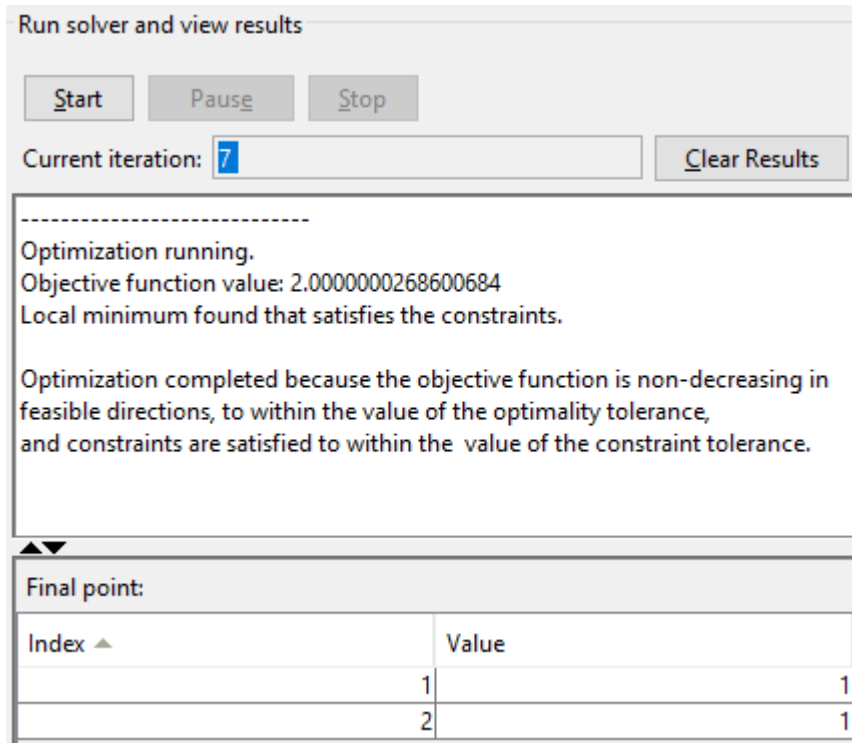 Run solver and view results
Start Pause Stop
Current iteration: 7 Clear Results
-----------------------------
Optimization running.
Objective function value: 2.0000000268600684
Local minimum found that satisfies the constraints.
Optimization completed because the objective function is non-decreasing in
feasible directions, to within the value of the optimality tolerance,
and constraints are satisfied to within the  value of the constraint tolerance.
Final point:
Index Value
1 1
2 1